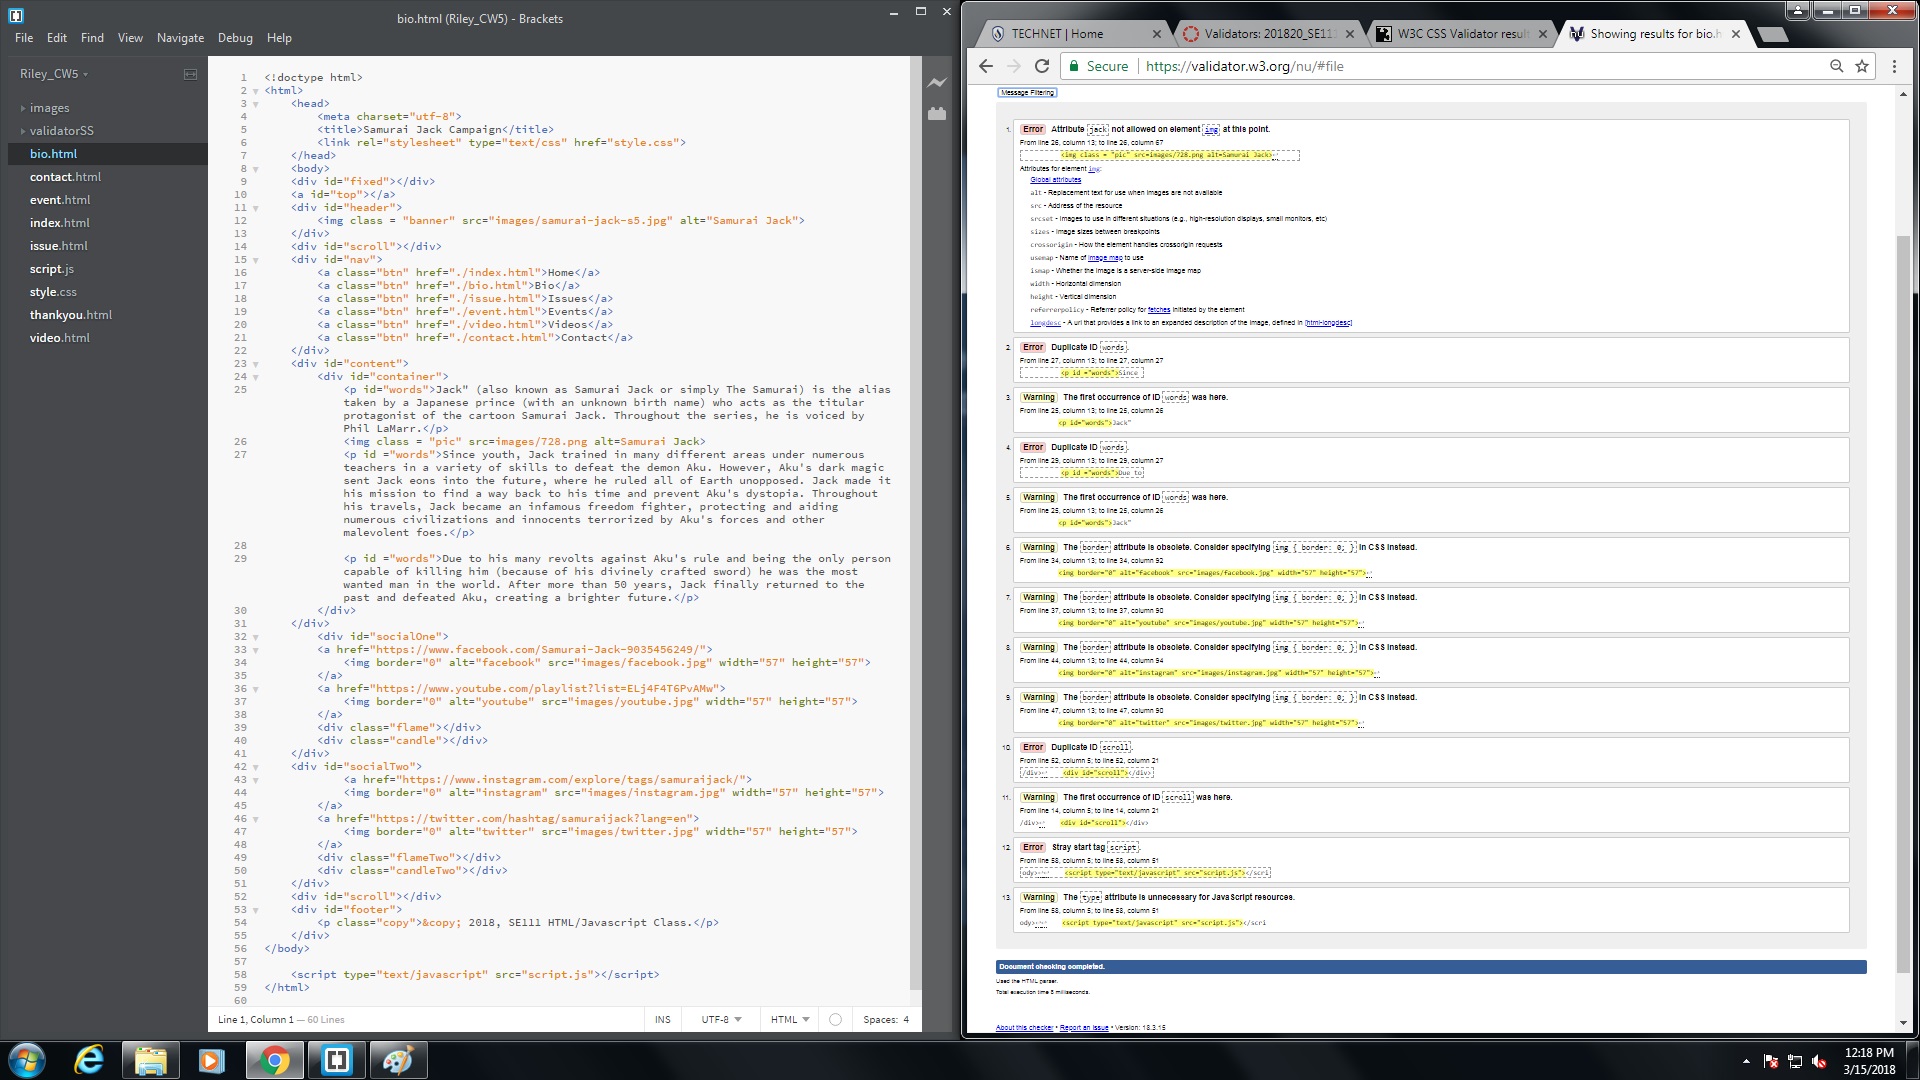 bio.html (Riley_CW5) - Brackets
File Edit Find View Navigate Debug Help
Riley_CW5
images
validatorSS
bio.html
contact.html
event.html
index.html
issue.html
script.js
style.css
thankyou.html
video.html
1 <!doctype html>
2 <html>
3 <head>
4 <meta charset="utf-8">
5 <title>Samurai Jack Campaign</title>
6 <link rel="stylesheet" type="text/css" href="style.css">
7 </head>
8 <body>
9 <div id="fixed"></div>
10 <a id="top"></a>
11 <div id="header">
12 <img class = "banner" src="images/samurai-jack-s5.jpg" alt="Samurai Jack">
13 </div>
14 <div id="scroll"></div>
15 <div id="nav">
16 <a class="btn" href="./index.html">Home</a>
17 <a class="btn" href="./bio.html">Bio</a>
18 <a class="btn" href="./issue.html">Issues</a>
19 <a class="btn" href="./event.html">Events</a>
20 <a class="btn" href="./video.html">Videos</a>
21 <a class="btn" href="./contact.html">Contact</a>
22 </div>
23 <div id="content">
24 <div id="container">
25 <p id="words">Jack" (also known as Samurai Jack or simply The Samurai) is the alias
taken by a Japanese prince (with an unknown birth name) who acts as the titular
protagonist of the cartoon Samurai Jack. Throughout the series, he is voiced by
Phil LaMarr.</p>
26 <img class = "pic" src=images/728.png alt=Samurai Jack>
27 <p id ="words">Since youth, Jack trained in many different areas under numerous
teachers in a variety of skills to defeat the demon Aku. However, Aku's dark magic
sent Jack eons into the future, where he ruled all of Earth unopposed. Jack made it
his mission to find a way back to his time and prevent Aku's dystopia. Throughout
his travels, Jack became an infamous freedom fighter, protecting and aiding
numerous civilizations and innocents terrorized by Aku's forces and other
malevolent foes.</p>
28
29 <p id ="words">Due to his many revolts against Aku's rule and being the only person
capable of killing him (because of his divinely crafted sword) he was the most
wanted man in the world. After more than 50 years, Jack finally returned to the
past and defeated Aku, creating a brighter future.</p>
30 </div>
31 </div>
32 <div id="socialOne">
33 <a href="https://www.facebook.com/Samurai-Jack-9035456249/">
34 <img border="0" alt="facebook" src="images/facebook.jpg" width="57" height="57">
35 </a>
36 <a href="https://www.youtube.com/playlist?list=ELj4F4T6PvAMw">
37 <img border="0" alt="youtube" src="images/youtube.jpg" width="57" height="57">
38 </a>
39 <div class="flame"></div>
40 <div class="candle"></div>
41 </div>
42 <div id="socialTwo">
43 <a href="https://www.instagram.com/explore/tags/samuraijack/">
44 <img border="0" alt="instagram" src="images/instagram.jpg" width="57" height="57">
45 </a>
46 <a href="https://twitter.com/hashtag/samuraijack?lang=en">
47 <img border="0" alt="twitter" src="images/twitter.jpg" width="57" height="57">
48 </a>
49 <div class="flameTwo"></div>
50 <div class="candleTwo"></div>
51 </div>
52 <div id="scroll"></div>
53 <div id="footer">
54 <p class="copy">&copy; 2018, SE111 HTML/Javascript Class.</p>
55 </div>
56 </body>
57
58 <script type="text/javascript" src="script.js"></script>
59 </html>
60
Line 1, Column 1 — 60 Lines INS UTF-8 HTML Spaces: 4
TECHNET | Home Validators: 201820_SE111 W3C CSS Validator result Showing results for bio.h
Secure https://validator.w3.org/nu/#file
Message Filtering
1. Error Attribute jack not allowed on element img at this point.
From line 26, column 13; to line 26, column 67
<img class = "pic" src=images/728.png alt=Samurai Jack>
Attributes for element img:
Global attributes
alt - Replacement text for use when images are not available
src - Address of the resource
srcset - Images to use in different situations (e.g., high-resolution displays, small monitors, etc)
sizes - Image sizes between breakpoints
crossorigin - How the element handles crossorigin requests
usemap - Name of image map to use
ismap - Whether the image is a server-side image map
width - Horizontal dimension
height - Vertical dimension
referrerpolicy - Referrer policy for fetches initiated by the element
longdesc - A url that provides a link to an expanded description of the image, defined in [html-longdesc]
2. Error Duplicate ID words.
From line 27, column 13; to line 27, column 27
<p id ="words">Since
3. Warning The first occurrence of ID words was here.
From line 25, column 13; to line 25, column 26
<p id="words">Jack"
4. Error Duplicate ID words.
From line 29, column 13; to line 29, column 27
<p id ="words">Due to
5. Warning The first occurrence of ID words was here.
From line 25, column 13; to line 25, column 26
<p id="words">Jack"
6. Warning The border attribute is obsolete. Consider specifying img { border: 0; } in CSS instead.
From line 34, column 13; to line 34, column 92
<img border="0" alt="facebook" src="images/facebook.jpg" width="57" height="57">
7. Warning The border attribute is obsolete. Consider specifying img { border: 0; } in CSS instead.
From line 37, column 13; to line 37, column 90
<img border="0" alt="youtube" src="images/youtube.jpg" width="57" height="57">
8. Warning The border attribute is obsolete. Consider specifying img { border: 0; } in CSS instead.
From line 44, column 13; to line 44, column 94
<img border="0" alt="instagram" src="images/instagram.jpg" width="57" height="57">
9. Warning The border attribute is obsolete. Consider specifying img { border: 0; } in CSS instead.
From line 47, column 13; to line 47, column 90
<img border="0" alt="twitter" src="images/twitter.jpg" width="57" height="57">
10. Error Duplicate ID scroll.
From line 52, column 5; to line 52, column 21
/div> <div id="scroll"></div>
11. Warning The first occurrence of ID scroll was here.
From line 14, column 5; to line 14, column 21
/div> <div id="scroll"></div>
12. Error Stray start tag script.
From line 58, column 5; to line 58, column 51
ody> <script type="text/javascript" src="script.js"></scri
13. Warning The type attribute is unnecessary for JavaScript resources.
From line 58, column 5; to line 58, column 51
ody> <script type="text/javascript" src="script.js"></scri
Document checking completed.
Used the HTML parser.
Total execution time 5 milliseconds.
About this checker • Report an issue • Version: 18.3.15
12:18 PM
3/15/2018